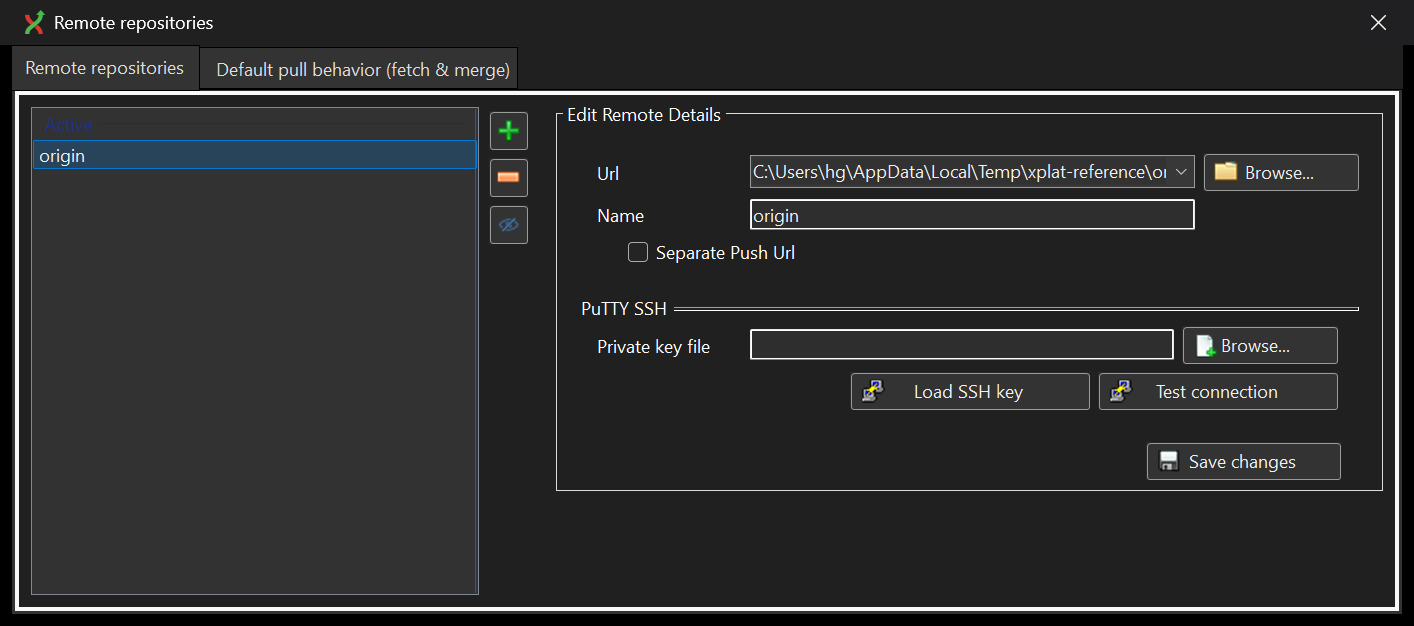 Remote repositories
Remote repositories
Default pull behavior (fetch & merge)
Active
origin
Edit Remote Details
Url
C:\Users\hg\AppData\Local\Temp\xplat-reference\
Browse...
Name
origin
Separate Push Url
PuTTY SSH
Private key file
Browse...
Load SSH key
Test connection
Save changes